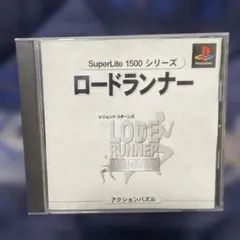 SuperLite 1500 シリーズ
PlayStation
ロードランナー
レジェンド リターンズ
LODE
RUNNER
アクションパズル